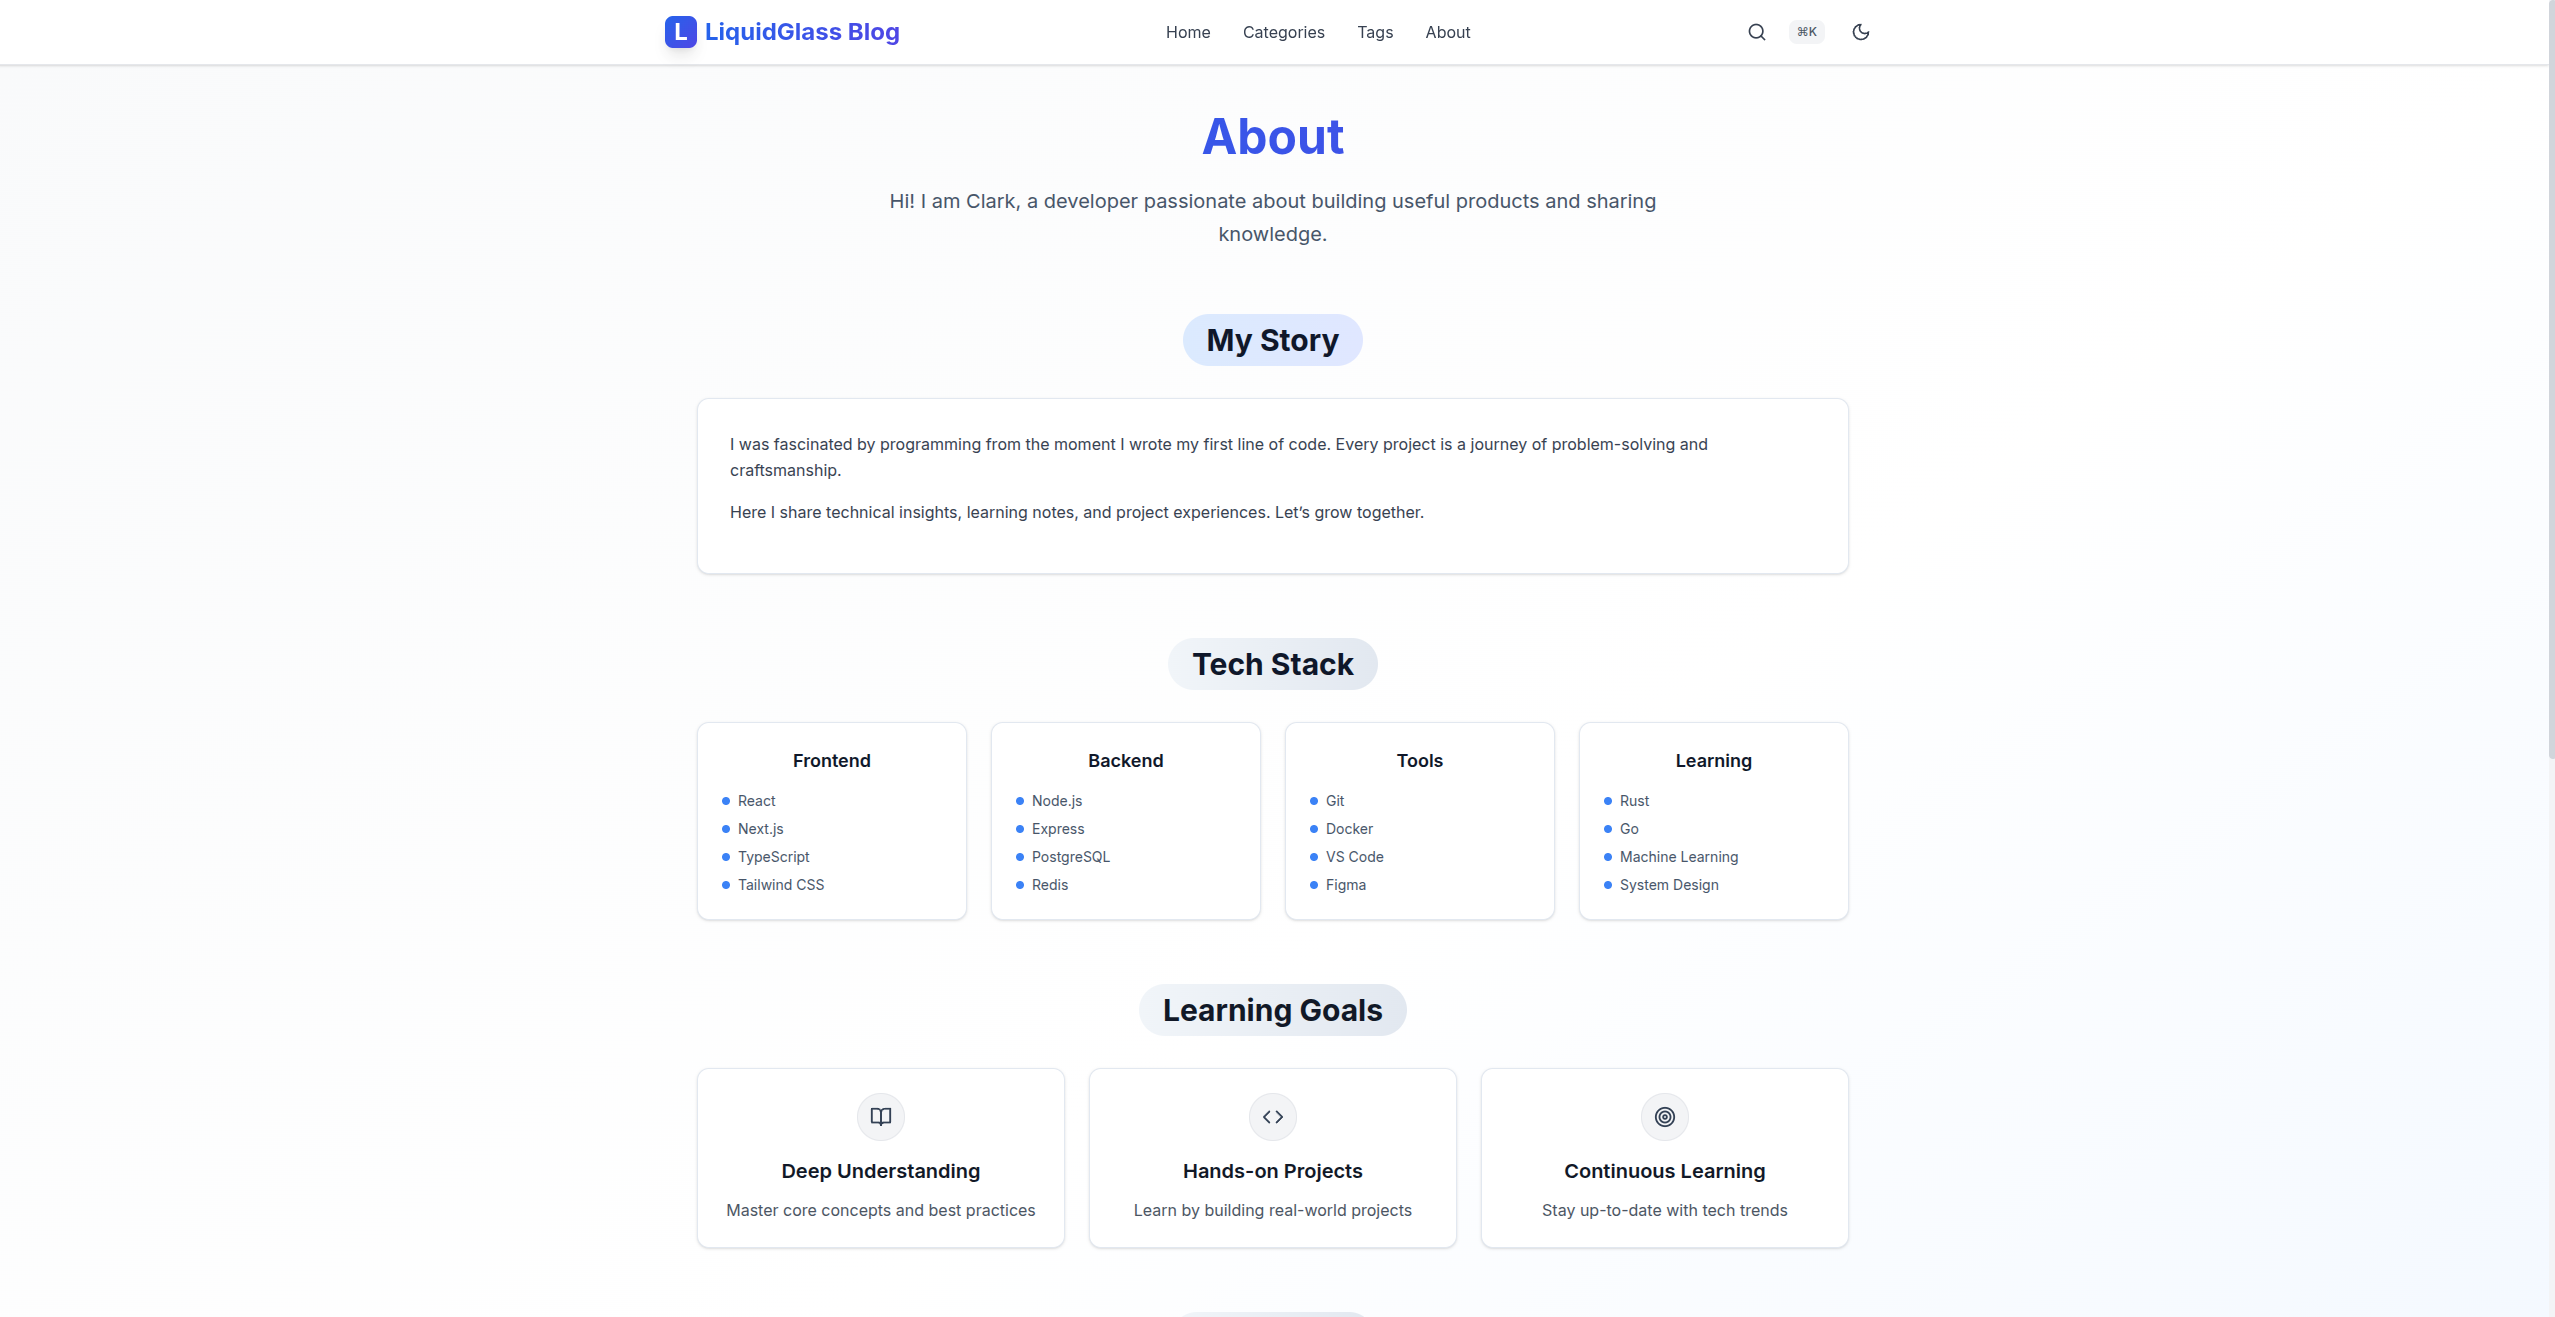 L LiquidGlass Blog
Home Categories Tags About
⌘K
About
Hi! I am Clark, a developer passionate about building useful products and sharing
knowledge.
My Story
I was fascinated by programming from the moment I wrote my first line of code. Every project is a journey of problem-solving and
craftsmanship.
Here I share technical insights, learning notes, and project experiences. Let’s grow together.
Tech Stack
Frontend
React
Next.js
TypeScript
Tailwind CSS
Backend
Node.js
Express
PostgreSQL
Redis
Tools
Git
Docker
VS Code
Figma
Learning
Rust
Go
Machine Learning
System Design
Learning Goals
Deep Understanding
Master core concepts and best practices
Hands-on Projects
Learn by building real-world projects
Continuous Learning
Stay up-to-date with tech trends